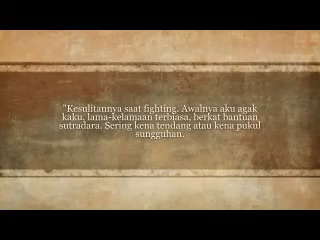 "Kesulitannya saat fighting. Awalnya aku agak
kaku, lama-kelamaan terbiasa, berkat bantuan
sutradara. Sering kena tendang atau kena pukul
sungguhan.